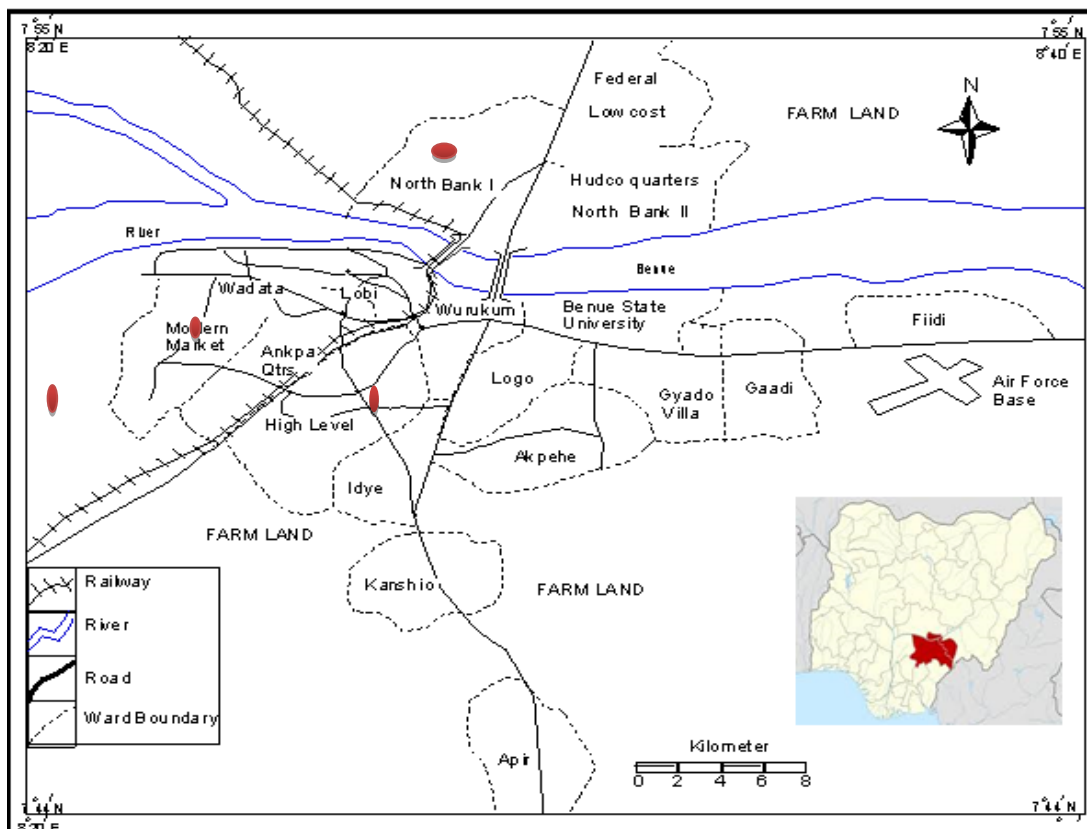 7° 55' N
8° 20' E
7° 55' N
8° 40' E
N
Federal
Low cost
FARM LAND
North Bank I
Hudco quarters
North Bank II
River
Benue
Wadata
Lobi
Wurukum
Benue State
University
Fiidi
Modern
Market
Ankpa
Qtrs
Logo
Gyado
Villa
Gaadi
Air Force
Base
High Level
Akpehe
Idye
FARM LAND
Kanshio
FARM LAND
Railway
River
Road
Ward Boundary
Apir
Kilometer
0 2 4 6 8
7° 44' N
8° 20' E
7° 44' N